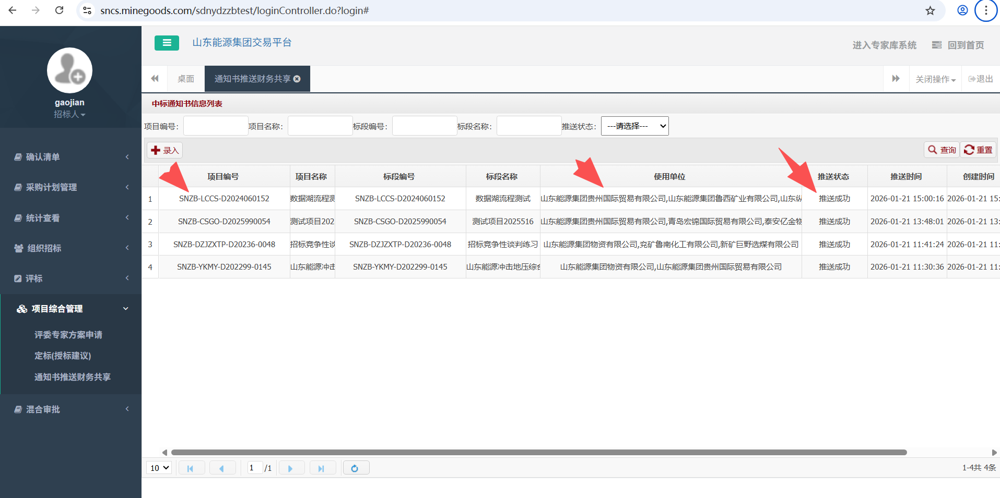 sncs.minegoods.com/sdnydzzbtest/loginController.do?login#
山东能源集团交易平台
进入专家库系统 回到首页
桌面 通知书推送财务共享 关闭操作 退出
gaojian
招标人
确认清单
采购计划管理
统计查看
组织招标
评标
项目综合管理
评委专家方案申请
定标(授标建议)
通知书推送财务共享
混合审批
中标通知书信息列表
项目编号: 项目名称: 标段编号: 标段名称: 推送状态: ---请选择---
录入 查询 重置
项目编号 项目名称 标段编号 标段名称 使用单位 推送状态 推送时间 创建时间
1 SNZB-LCCS-D2024060152 数据湖流程测 SNZB-LCCS-D2024060152 数据湖流程测试 山东能源集团贵州国际贸易有限公司,山东能源集团鲁西矿业有限公司,山东纵 推送成功 2026-01-21 15:00:16 2026-01-21 15:
2 SNZB-CSGO-D2025990054 测试项目202 SNZB-CSGO-D2025990054 测试项目2025516 山东能源集团贵州国际贸易有限公司,青岛宏锦国际贸易有限公司,泰安亿金物 推送成功 2026-01-21 13:48:01 2026-01-21 13:
3 SNZB-DZJZXTP-D20236-0048 招标竞争性谈 SNZB-DZJZXTP-D20236-0048 招标竞争性谈判练习 山东能源集团物资有限公司,兖矿鲁南化工有限公司,新矿巨野选煤有限公司 推送成功 2026-01-21 11:41:24 2026-01-21 11:
4 SNZB-YKMY-D202299-0145 山东能源冲击 SNZB-YKMY-D202299-0145 山东能源冲击地压综合 山东能源集团物资有限公司,山东能源集团贵州国际贸易有限公司 推送成功 2026-01-21 11:30:36 2026-01-21 11:
10 1 /1 1-4共 4条